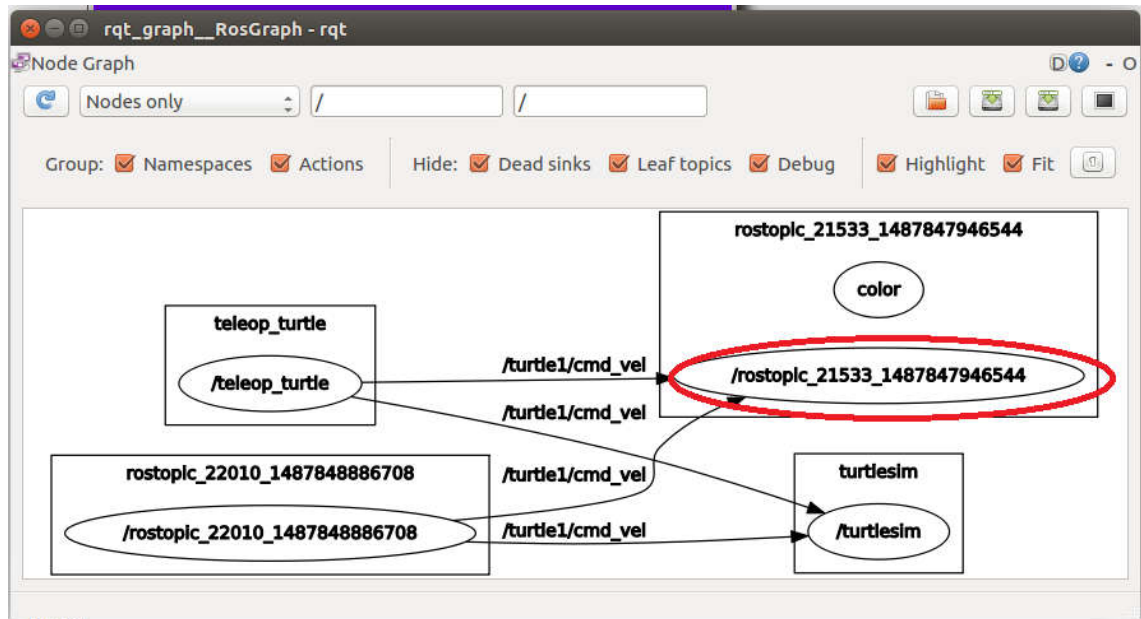 rqt_graph__RosGraph - rqt
Node Graph
D ? - O
Nodes only / /
Group: Namespaces Actions Hide: Dead sinks Leaf topics Debug Highlight Fit
rostopic_21533_1487847946544
color
teleop_turtle
/teleop_turtle
/turtle1/cmd_vel
/rostopic_21533_1487847946544
/turtle1/cmd_vel
rostopic_22010_1487848886708
/turtle1/cmd_vel
turtlesim
/rostopic_22010_1487848886708
/turtle1/cmd_vel
/turtlesim